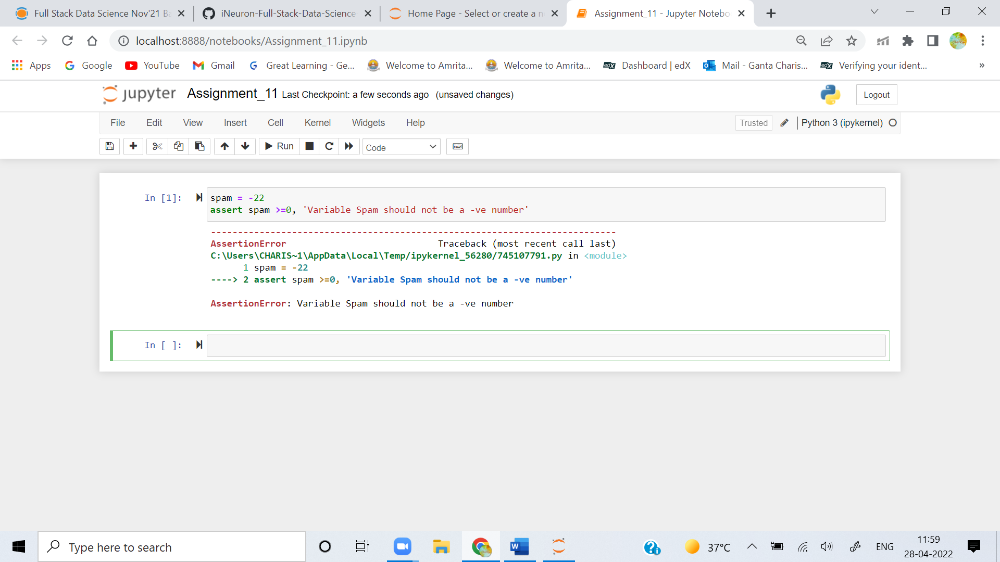 Full Stack Data Science Nov'21 Ba
iNeuron-Full-Stack-Data-Science
Home Page - Select or create a n
Assignment_11 - Jupyter Notebo
localhost:8888/notebooks/Assignment_11.ipynb
Apps Google YouTube Gmail Great Learning - Ge... Welcome to Amrita... Welcome to Amrita... edX Dashboard | edX Mail - Ganta Charis... edX Verifying your ident... »
jupyter Assignment_11 Last Checkpoint: a few seconds ago (unsaved changes) Logout
File Edit View Insert Cell Kernel Widgets Help Trusted Python 3 (ipykernel)
Run Code
In [1]: spam = -22
assert spam >=0, 'Variable Spam should not be a -ve number'
---------------------------------------------------------------------------
AssertionError Traceback (most recent call last)
C:\Users\CHARIS~1\AppData\Local\Temp/ipykernel_56280/745107791.py in <module>
1 spam = -22
----> 2 assert spam >=0, 'Variable Spam should not be a -ve number'
AssertionError: Variable Spam should not be a -ve number
In [ ]:
Type here to search
37°C ENG 11:59
28-04-2022